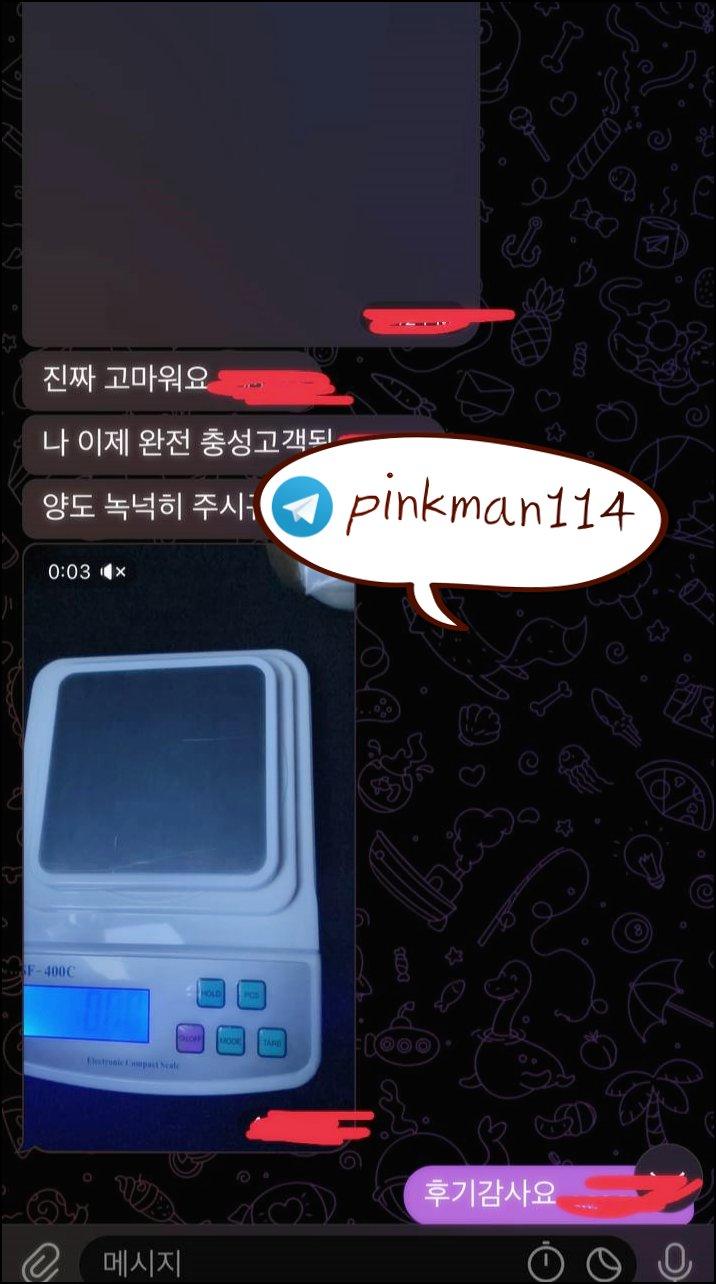 진짜 고마워요
나 이제 완전 충성고객됨
pinkman114
양도 녹넉히 주시구
0:03
SF-400C
HOLD
PCS
ON/OFF
MODE
TARE
Electronic Compact Scale
후기감사요
메시지